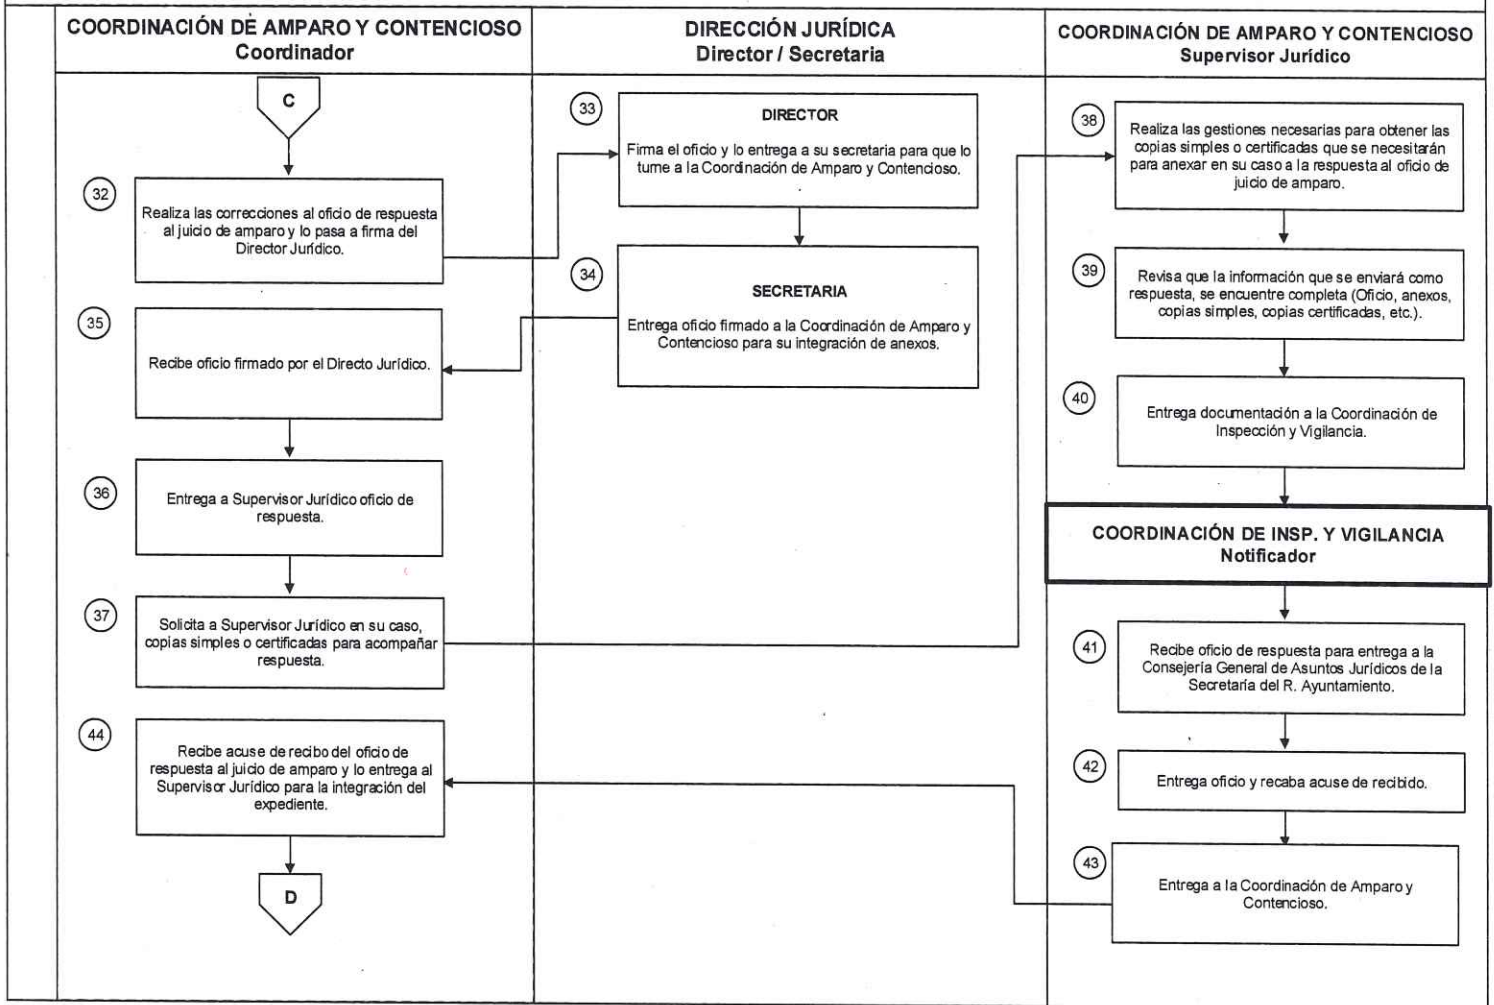 COORDINACIÓN DE AMPARO Y CONTENCIOSO
Coordinador
DIRECCIÓN JURÍDICA
Director / Secretaria
COORDINACIÓN DE AMPARO Y CONTENCIOSO
Supervisor Jurídico
C
32
Realiza las correcciones al oficio de respuesta
al juicio de amparo y lo pasa a firma del
Director Jurídico.
33
DIRECTOR
Firma el oficio y lo entrega a su secretaria para que lo
turne a la Coordinación de Amparo y Contencioso.
34
SECRETARIA
Entrega oficio firmado a la Coordinación de Amparo y
Contencioso para su integración de anexos.
35
Recibe oficio firmado por el Directo Jurídico.
36
Entrega a Supervisor Jurídico oficio de
respuesta.
37
Solicita a Supervisor Jurídico en su caso,
copias simples o certificadas para acompañar
respuesta.
38
Realiza las gestiones necesarias para obtener las
copias simples o certificadas que se necesitarán
para anexar en su caso a la respuesta al oficio de
juicio de amparo.
39
Revisa que la información que se enviará como
respuesta, se encuentre completa (Oficio, anexos,
copias simples, copias certificadas, etc.).
40
Entrega documentación a la Coordinación de
Inspección y Vigilancia.
COORDINACIÓN DE INSP. Y VIGILANCIA
Notificador
41
Recibe oficio de respuesta para entrega a la
Consejería General de Asuntos Jurídicos de la
Secretaría del R. Ayuntamiento.
42
Entrega oficio y recaba acuse de recibido.
43
Entrega a la Coordinación de Amparo y
Contencioso.
44
Recibe acuse de recibo del oficio de
respuesta al juicio de amparo y lo entrega al
Supervisor Jurídico para la integración del
expediente.
D